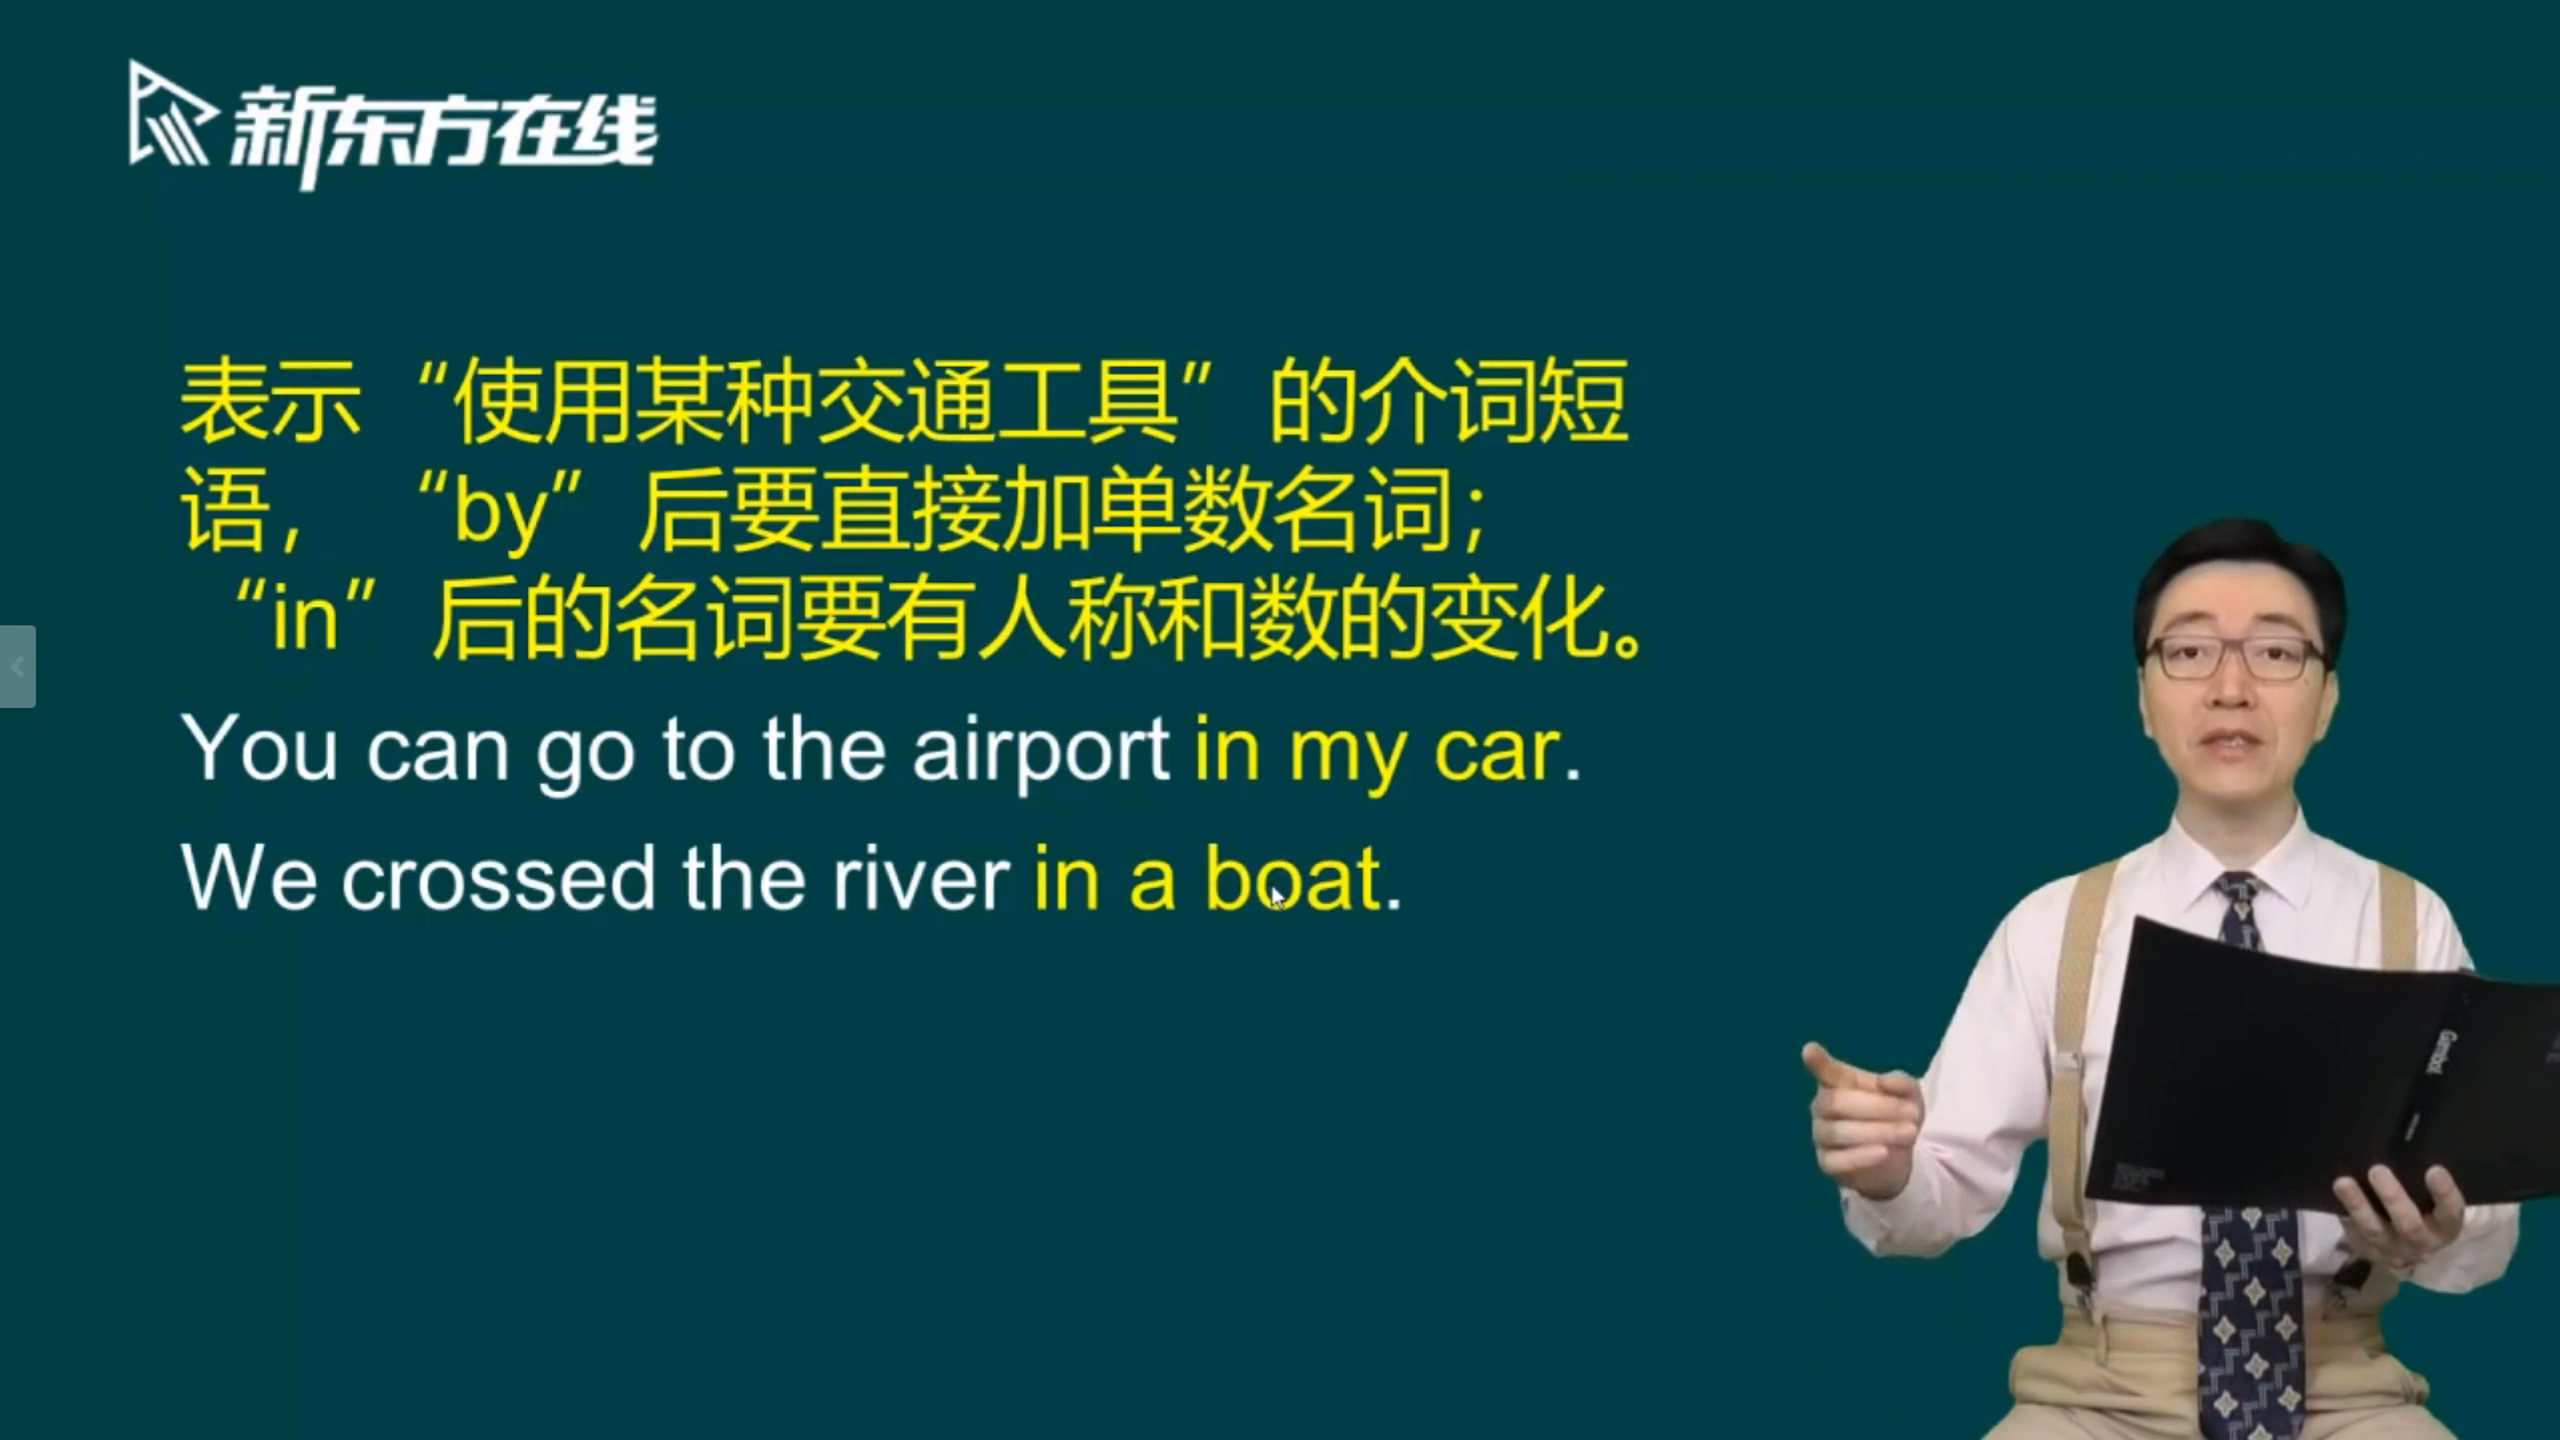 新东方在线
表示“使用某种交通工具”的介词短
语，“by”后要直接加单数名词；
“in”后的名词要有人称和数的变化。
You can go to the airport in my car.
We crossed the river in a boat.
Gambol